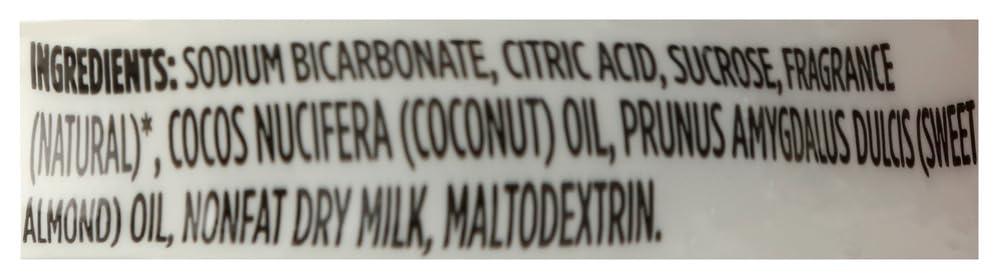 INGREDIENTS: SODIUM BICARBONATE, CITRIC ACID, SUCROSE, FRAGRANCE
(NATURAL)*, COCOS NUCIFERA (COCONUT) OIL, PRUNUS AMYGDALUS DULCIS (SWEET
ALMOND) OIL, NONFAT DRY MILK, MALTODEXTRIN.